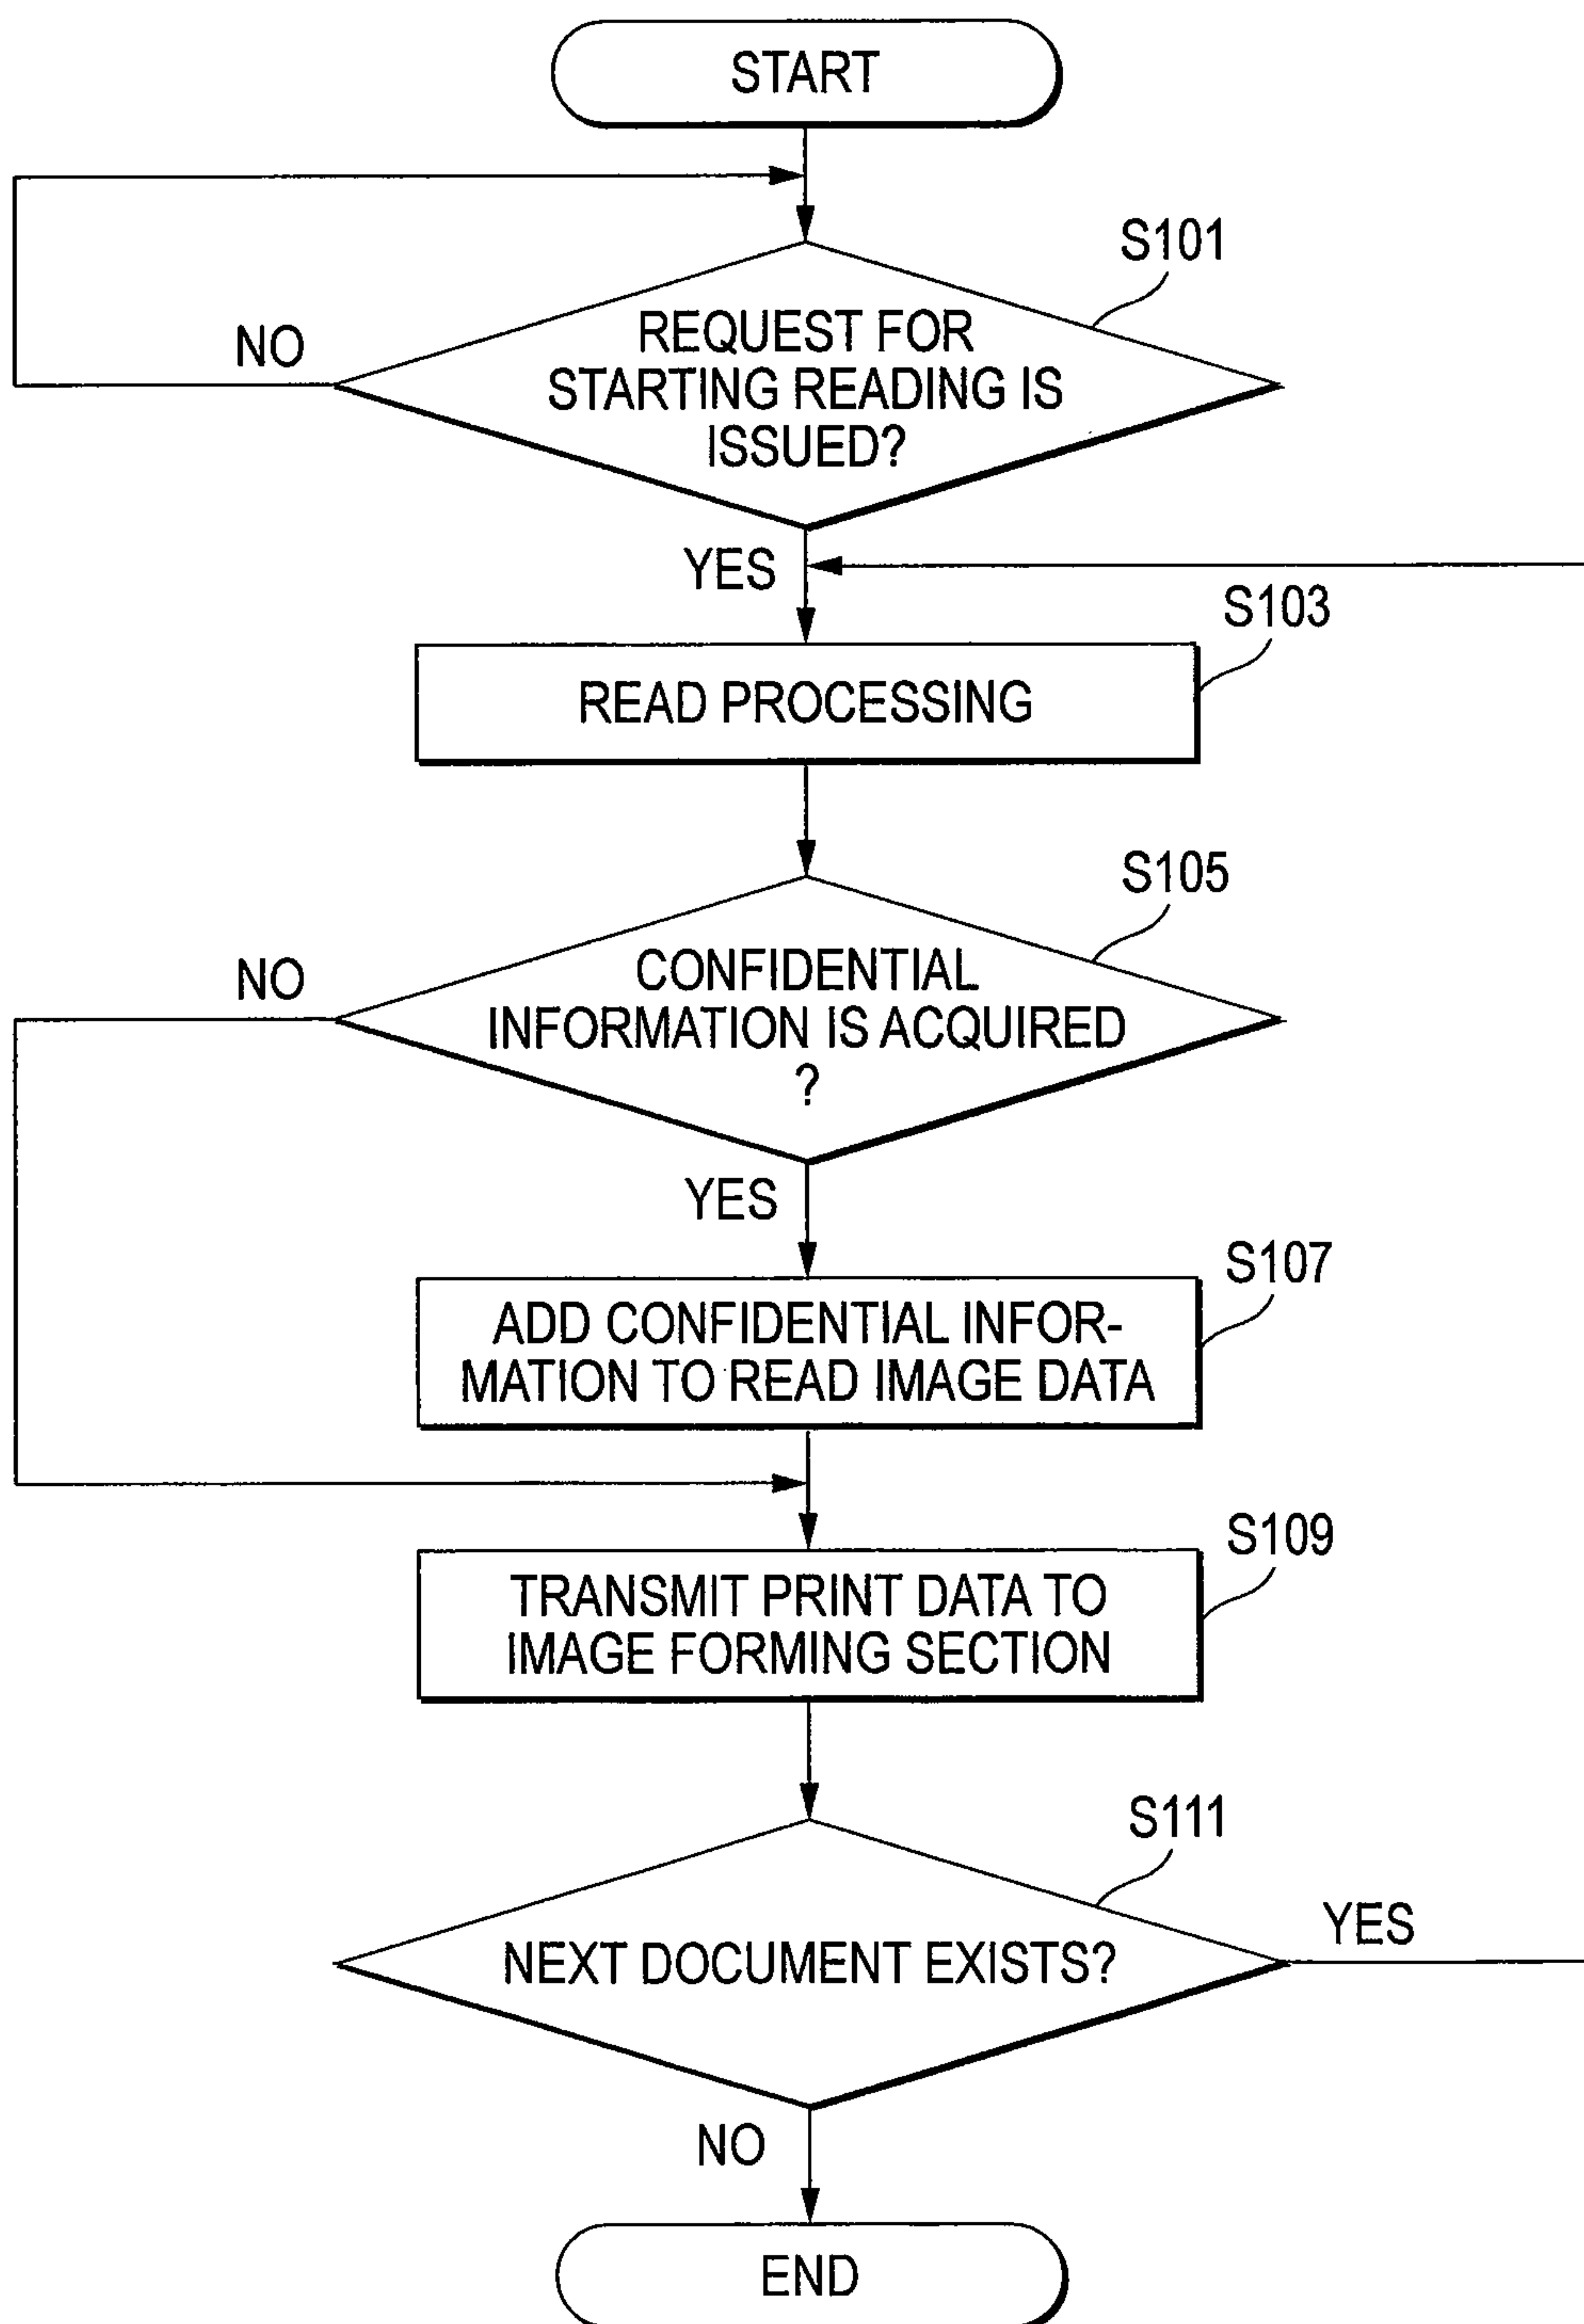 START
S101
NO
REQUEST FOR
STARTING READING IS
ISSUED?
YES
S103
READ PROCESSING
S105
NO
CONFIDENTIAL
INFORMATION IS ACQUIRED
?
YES
S107
ADD CONFIDENTIAL INFOR-
MATION TO READ IMAGE DATA
S109
TRANSMIT PRINT DATA TO
IMAGE FORMING SECTION
S111
YES
NEXT DOCUMENT EXISTS?
NO
END